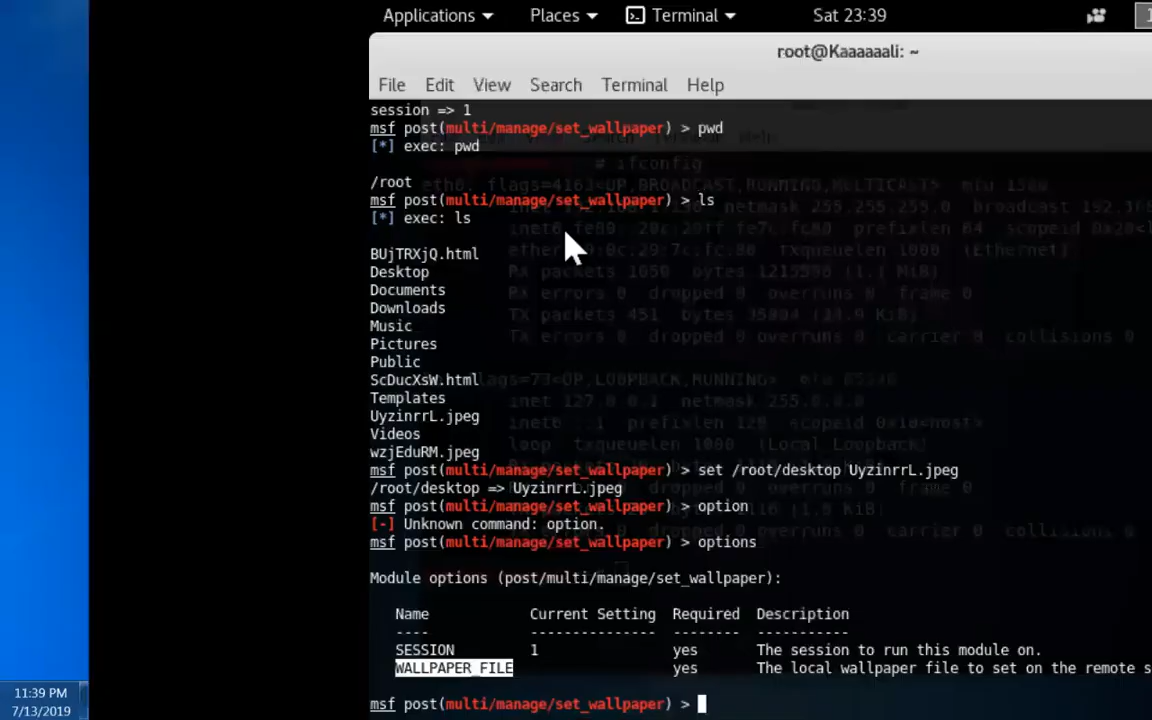 Applications Places Terminal Sat 23:39 1
root@Kaaaaaali: ~
File Edit View Search Terminal Help
session => 1
msf post(multi/manage/set_wallpaper) > pwd
[*] exec: pwd
# ifconfig
/root
msf post(multi/manage/set_wallpaper) > ls
[*] exec: ls
BUjTRXjQ.html
Desktop
Documents
Downloads
Music
Pictures
Public
ScDucXsW.html
Templates
UyzinrrL.jpeg
Videos
wzjEduRM.jpeg
msf post(multi/manage/set_wallpaper) > set /root/desktop UyzinrrL.jpeg
/root/desktop => UyzinrrL.jpeg
msf post(multi/manage/set_wallpaper) > option
[-] Unknown command: option.
msf post(multi/manage/set_wallpaper) > options
Module options (post/multi/manage/set_wallpaper):
Name Current Setting Required Description
---- --------------- -------- -----------
SESSION 1 yes The session to run this module on.
WALLPAPER_FILE yes The local wallpaper file to set on the remote s
msf post(multi/manage/set_wallpaper) >
11:39 PM
7/13/2019